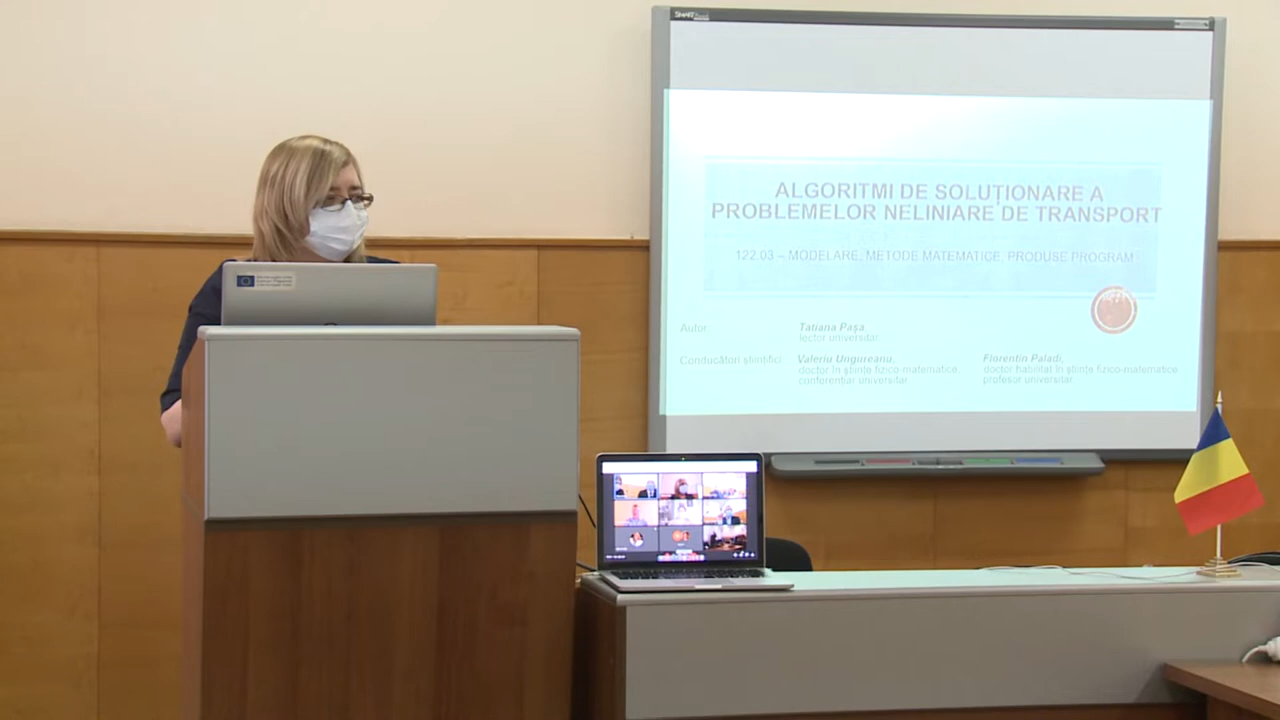 SMART
ALGORITMI DE SOLUȚIONARE A
PROBLEMELOR NELINIARE DE TRANSPORT
122.03 – MODELARE, METODE MATEMATICE, PRODUSE PROGRAM
Autor
Tatiana Pașa,
lector universitar
Conducători științifici
Valeriu Ungureanu,
doctor în științe fizico-matematice,
conferențiar universitar
Florentin Paladi,
doctor habilitat în științe fizico-matematice
profesor universitar